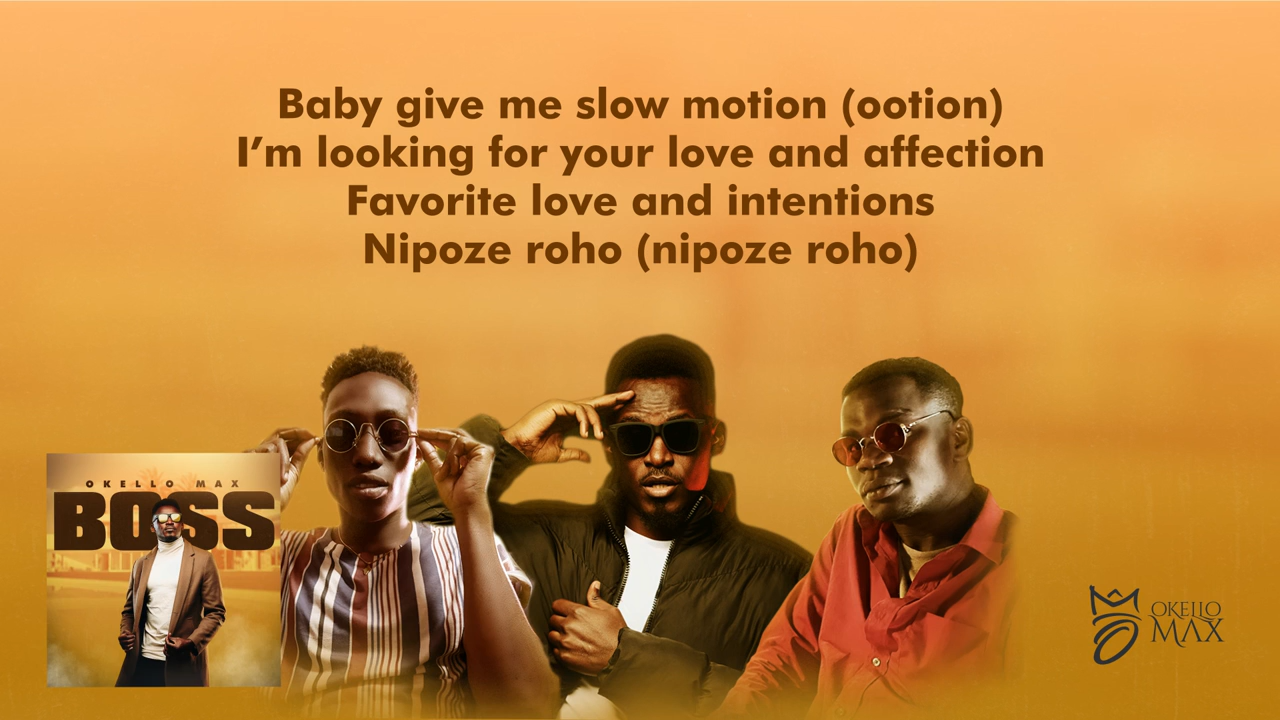 Baby give me slow motion (ootion)
I’m looking for your love and affection
Favorite love and intentions
Nipoze roho (nipoze roho)
OKELLO MAX
BOSS
OKELLO
MAX